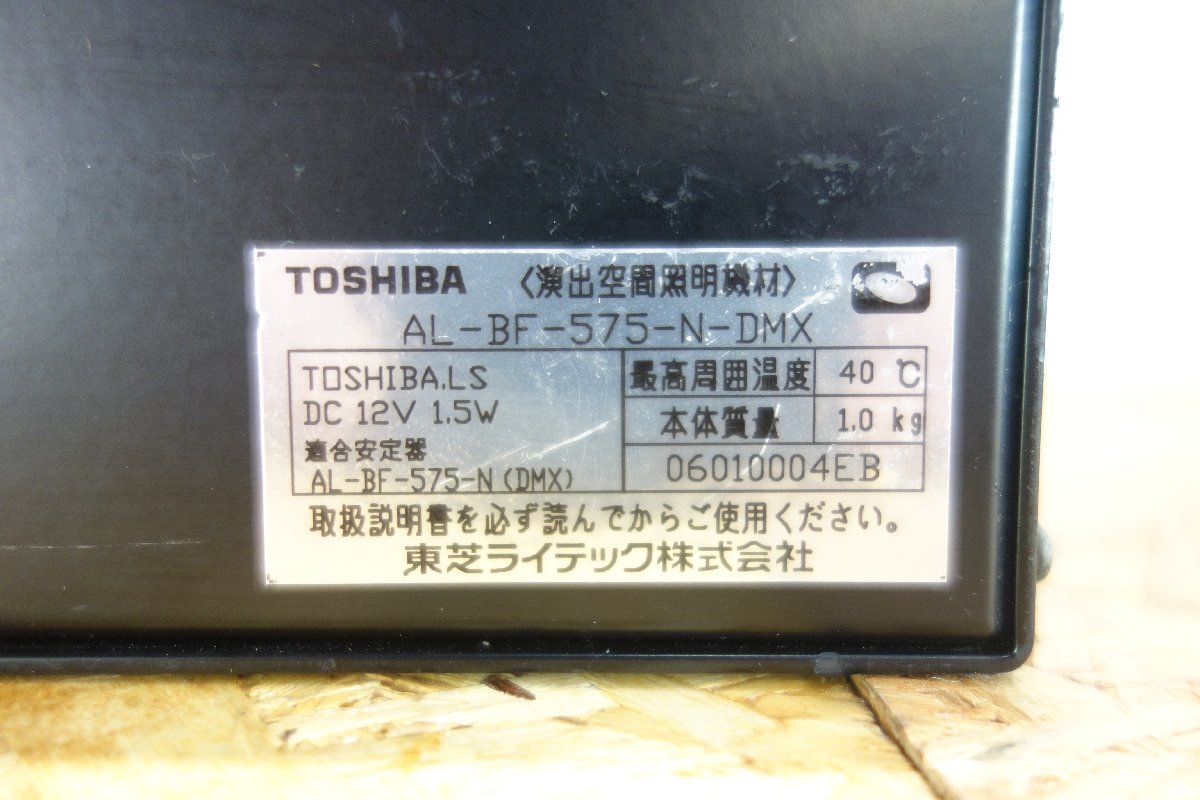 TOSHIBA 〈演出空間照明機材〉
AL-BF-575-N-DMX
TOSHIBA.LS
DC 12V 1.5W
適合安定器
AL-BF-575-N(DMX)
最高周囲温度 40 ℃
本体質量 1.0 kg
06010004EB
取扱説明書を必ず読んでからご使用ください。
東芝ライテック株式会社